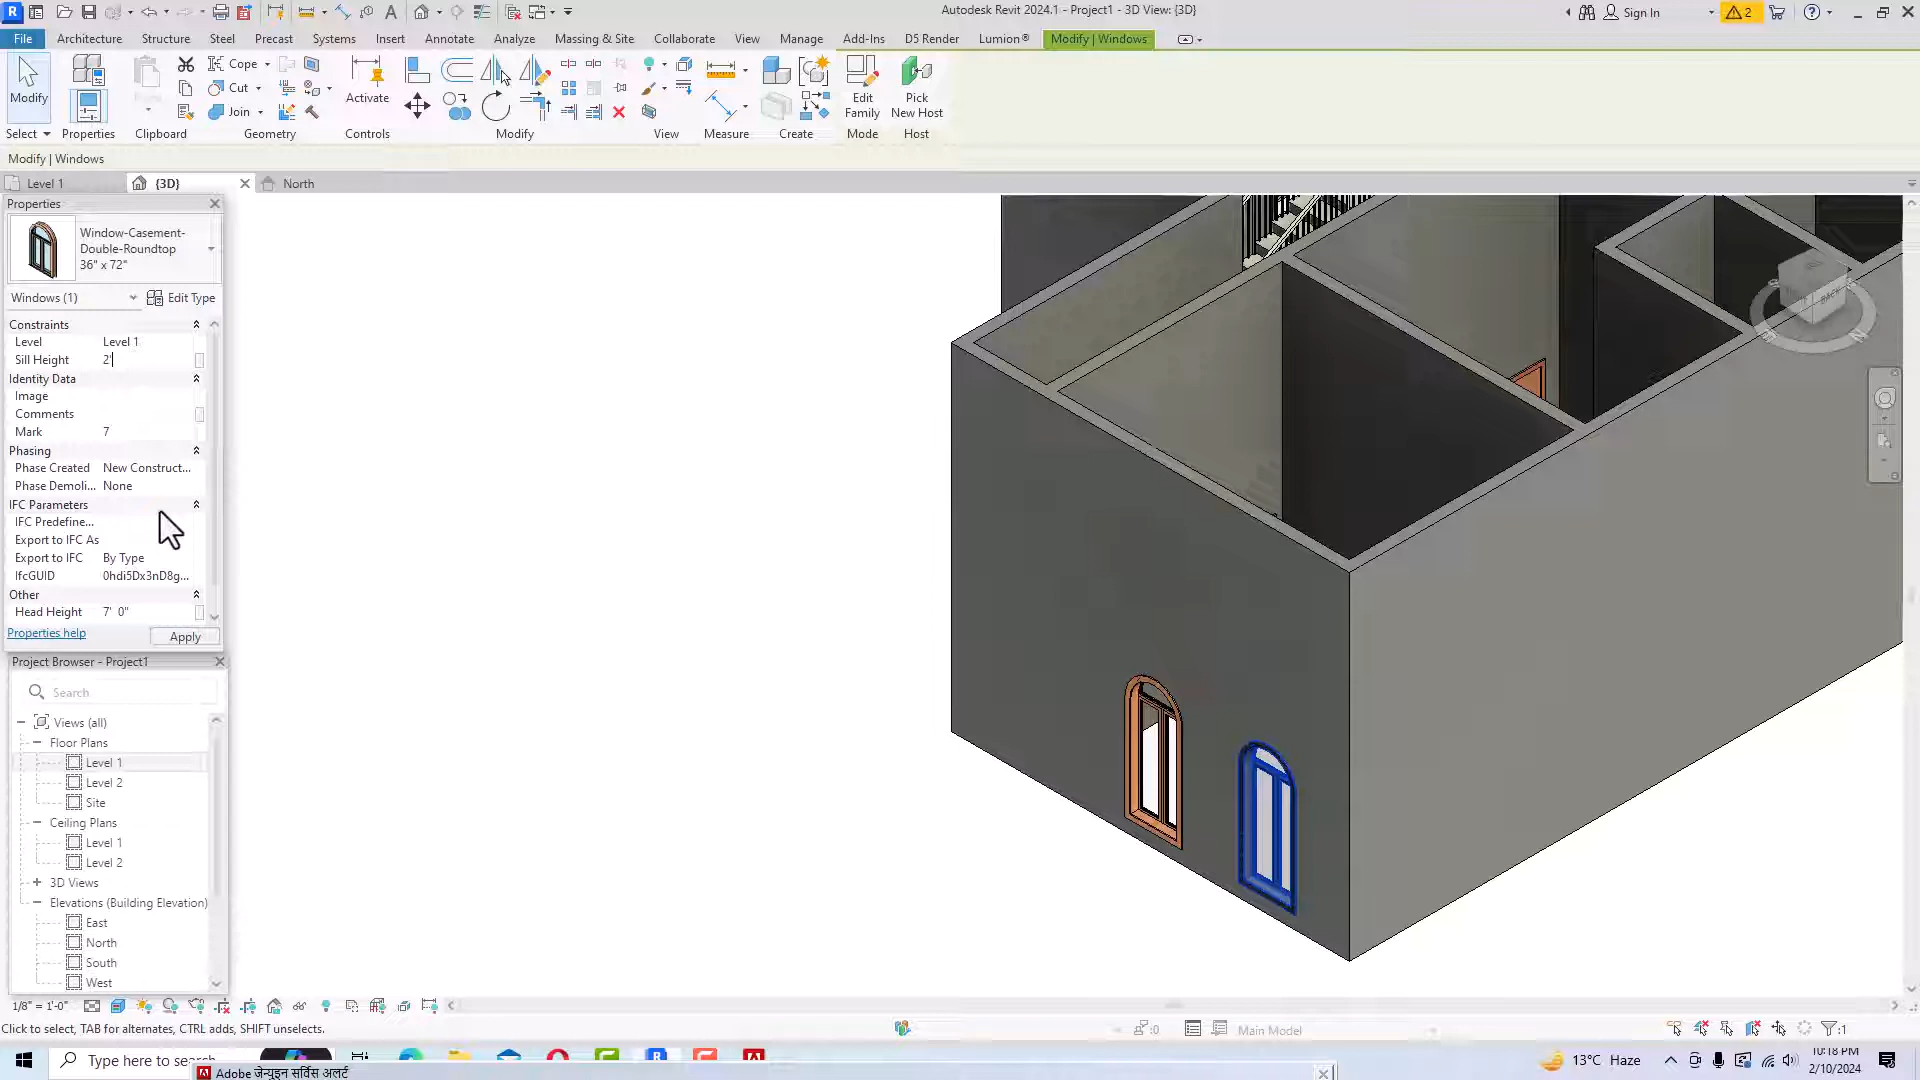 Autodesk Revit 2024.1 - Project1 - 3D View: {3D}
Sign In
2
File Architecture Structure Steel Precast Systems Insert Annotate Analyze Massing & Site Collaborate View Manage Add-Ins D5 Render Lumion® Modify | Windows
Modify
Cope
Cut
Join
Activate
Edit Family
Pick New Host
Select Properties Clipboard Geometry Controls Modify View Measure Create Mode Host
Modify | Windows
Level 1 {3D} North
Properties
Window-Casement-
Double-Roundtop
36" x 72"
Windows (1) Edit Type
Constraints
Level Level 1
Sill Height 2'
Identity Data
Image
Comments
Mark 7
Phasing
Phase Created New Construct...
Phase Demoli... None
IFC Parameters
IFC Predefine...
Export to IFC As
Export to IFC By Type
IfcGUID 0hdi5Dx3nD8g...
Other
Head Height 7' 0"
Properties help Apply
Project Browser - Project1
Search
Views (all)
Floor Plans
Level 1
Level 2
Site
Ceiling Plans
Level 1
Level 2
3D Views
Elevations (Building Elevation)
East
North
South
West
BACK
1/8" = 1'-0"
Click to select, TAB for alternates, CTRL adds, SHIFT unselects.
:0
Main Model
:1
Type here to search
13°C Haze
10:18 PM
2/10/2024
Adobe जेन्युइन सर्विस अलर्ट